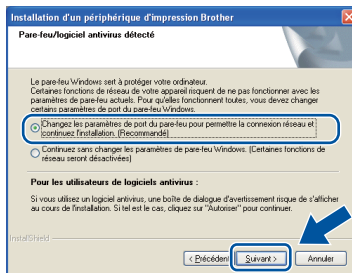 Installation d'un périphérique d'impression Brother
Pare-feu/logiciel antivirus détecté
Le pare-feu Windows sert à protéger votre ordinateur.
Certaines fonctions de réseau de votre appareil risquent de ne pas fonctionner avec les
paramètres de pare-feu actuels. Pour qu'elles fonctionnent toutes, vous devez changer
certains paramètres de port du pare-feu Windows.
Changez les paramètres de port du pare-feu pour permettre la connexion réseau et
continuez l'installation. (Recommandé)
Continuez sans changer les paramètres de pare-feu Windows. (Certaines fonctions de
réseau seront désactivées)
Pour les utilisateurs de logiciels antivirus :
Si vous utilisez un logiciel antivirus, une boîte de dialogue d'avertissement risque de s'afficher
au cours de l'installation. Si tel est le cas, cliquez sur "Autoriser" pour continuer.
InstallShield
< Précédent
Suivant >
Annuler